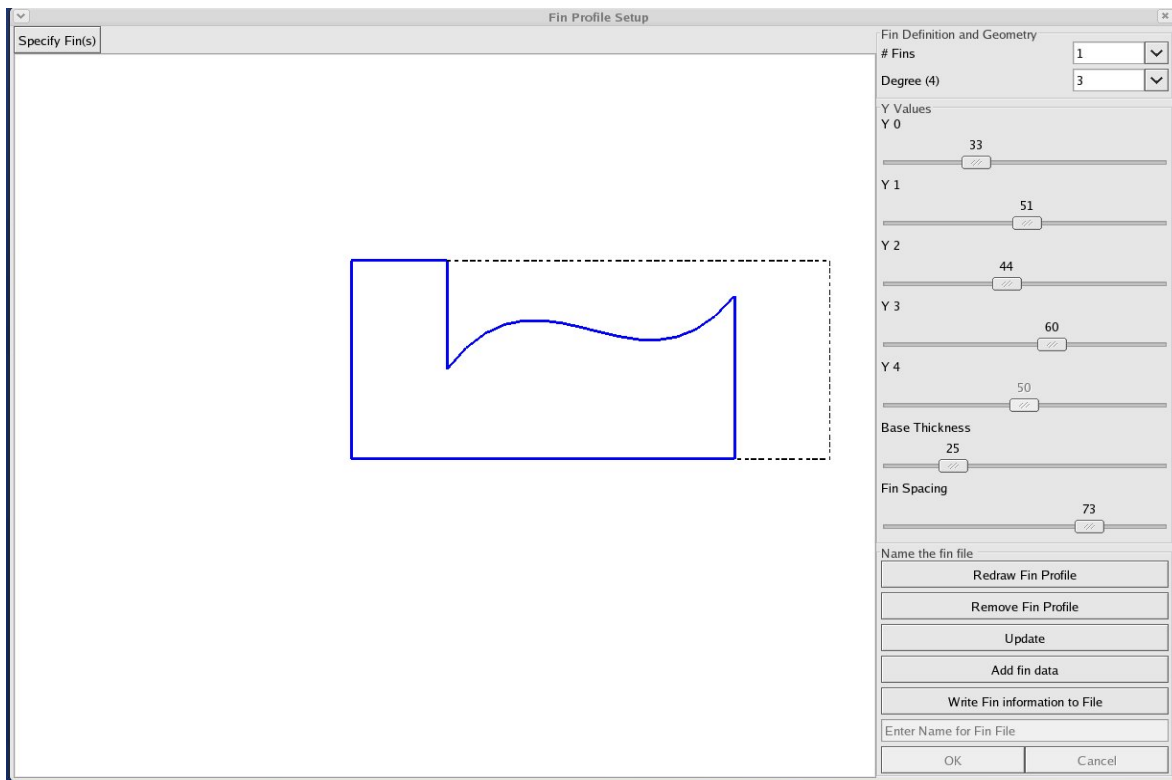 Fin Profile Setup
Specify Fin(s)
Fin Definition and Geometry
# Fins 1
Degree (4) 3
Y Values
Y 0
33
Y 1
51
Y 2
44
Y 3
60
Y 4
50
Base Thickness
25
Fin Spacing
73
Name the fin file
Redraw Fin Profile
Remove Fin Profile
Update
Add fin data
Write Fin information to File
Enter Name for Fin File
OK Cancel